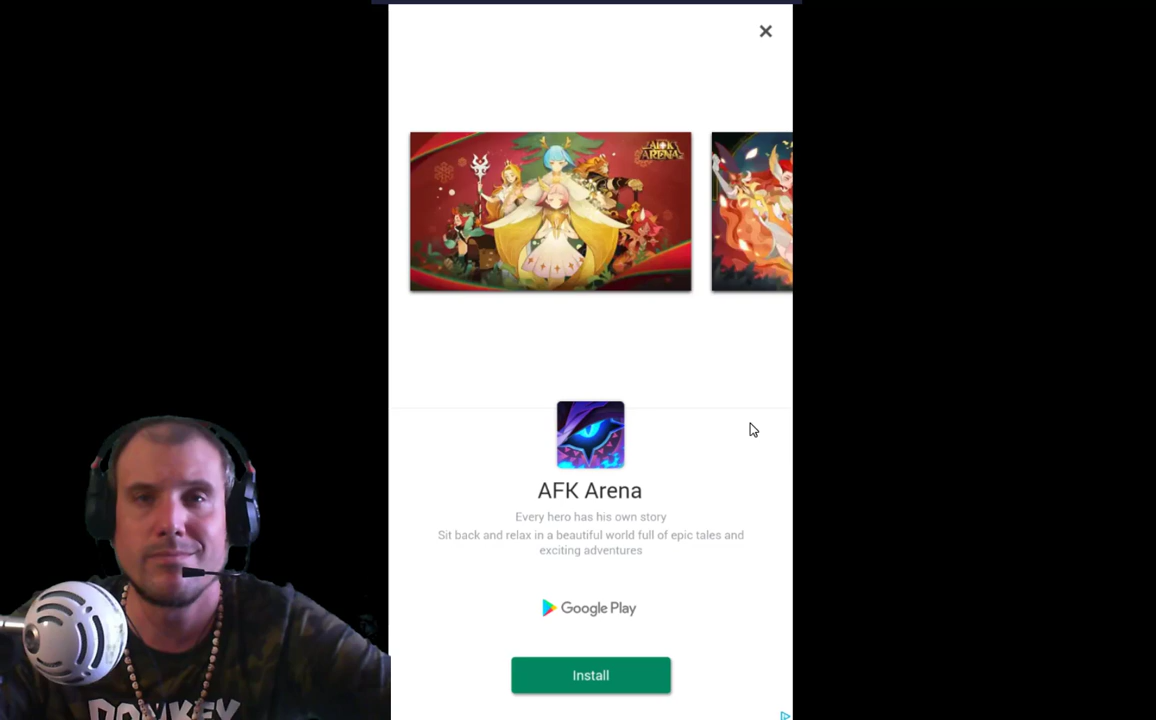 AFK
ARENA
AFK Arena
Every hero has his own story
Sit back and relax in a beautiful world full of epic tales and
exciting adventures
Google Play
Install
DONKEY